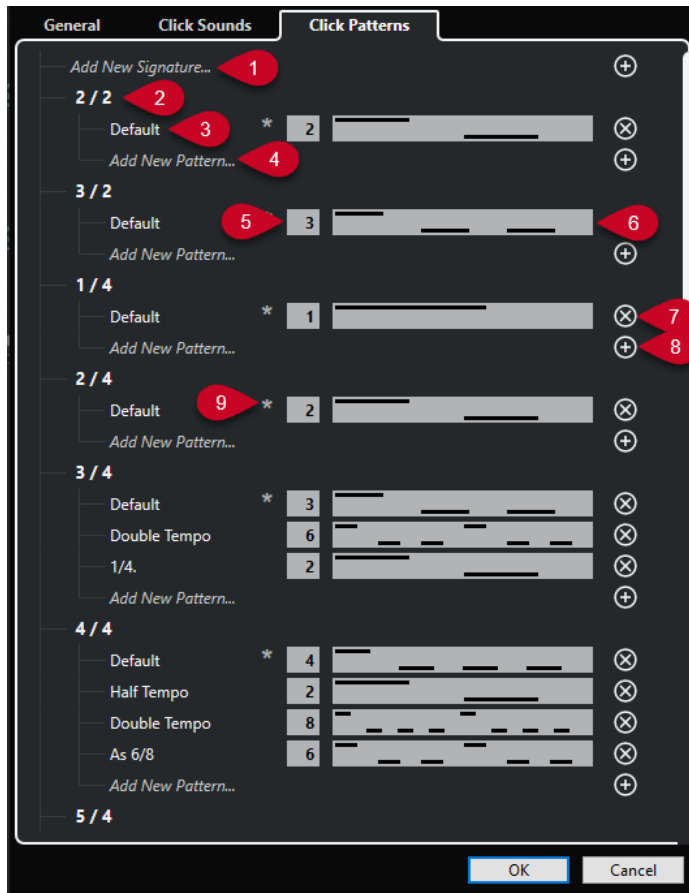 General Click Sounds Click Patterns
Add New Signature... 1
2 / 2 2
Default 3 * 2
Add New Pattern... 4
3 / 2
Default 5 3 6
Add New Pattern...
1 / 4
Default * 1 7
Add New Pattern... 8
2 / 4
Default 9 * 2
Add New Pattern...
3 / 4
Default * 3
Double Tempo 6
1/4. 2
Add New Pattern...
4 / 4
Default * 4
Half Tempo 2
Double Tempo 8
As 6/8 6
Add New Pattern...
5 / 4
OK Cancel